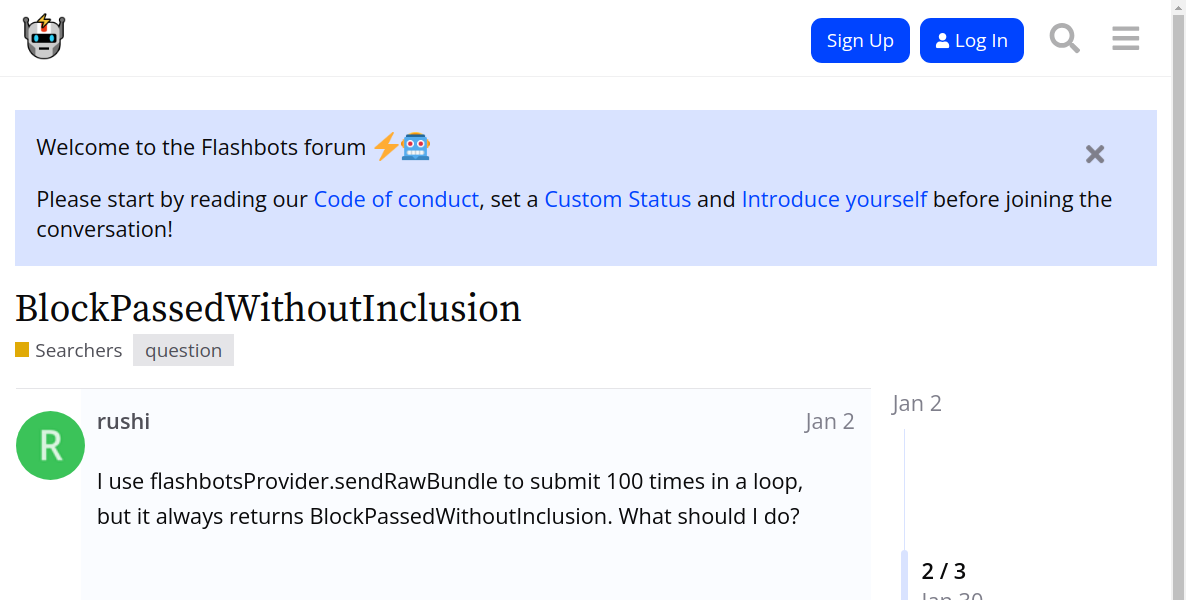 Sign Up
Log In
Welcome to the Flashbots forum
Please start by reading our Code of conduct, set a Custom Status and Introduce yourself before joining the
conversation!
BlockPassedWithoutInclusion
Searchers question
R
rushi
Jan 2
Jan 2
I use flashbotsProvider.sendRawBundle to submit 100 times in a loop,
but it always returns BlockPassedWithoutInclusion. What should I do?
2 / 3
Jan 30